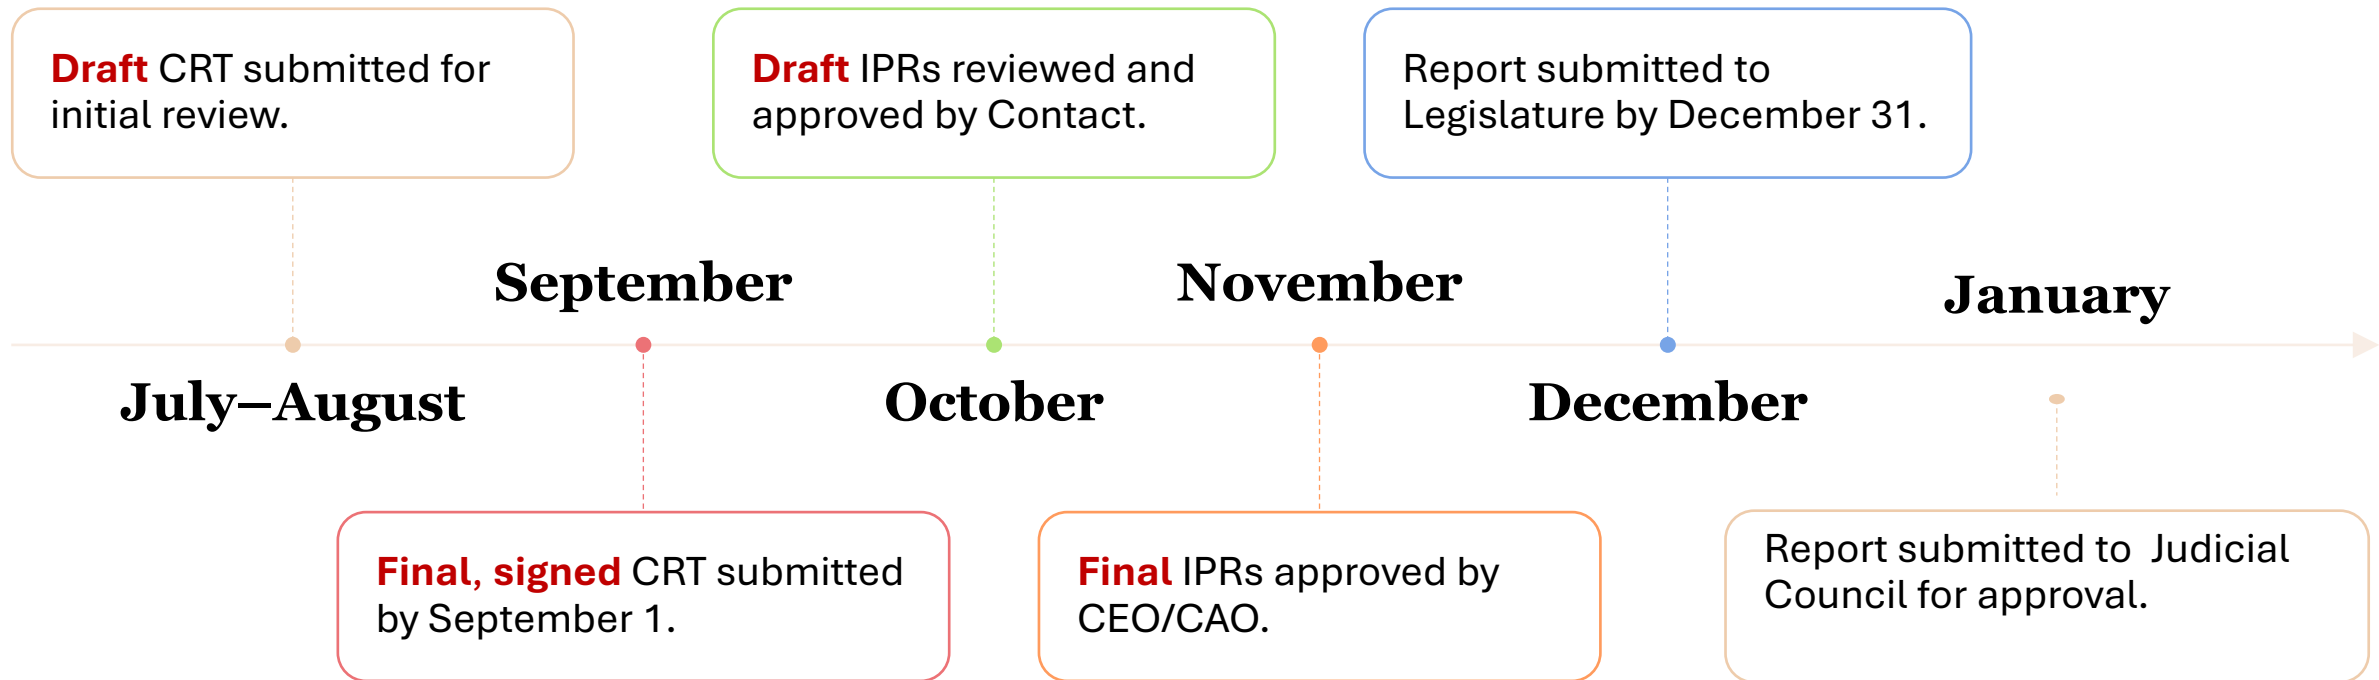 Draft CRT submitted for
initial review.
Draft IPRs reviewed and
approved by Contact.
Report submitted to
Legislature by December 31.
September
November
January
July–August
October
December
Final, signed CRT submitted
by September 1.
Final IPRs approved by
CEO/CAO.
Report submitted to  Judicial
Council for approval.